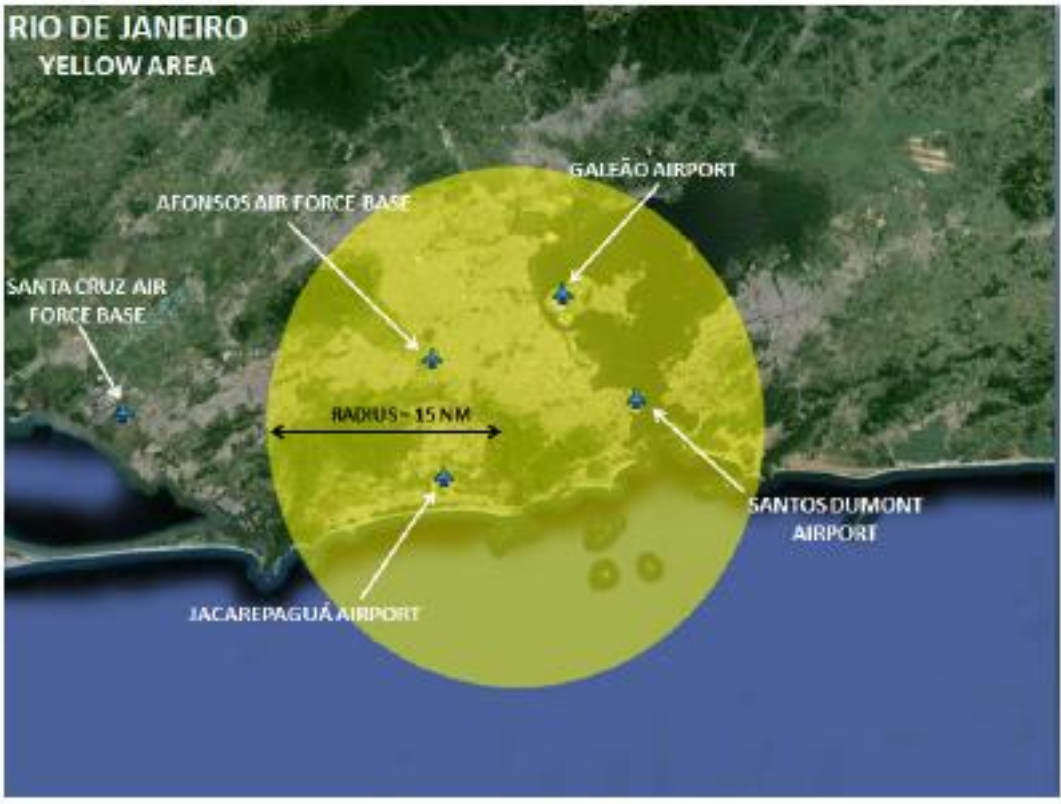 RIO DE JANEIRO
YELLOW AREA
GALEÃO AIRPORT
AFONSOS AIR FORCE BASE
SANTA CRUZ AIR
FORCE BASE
RADIUS = 15 NM
SANTOS DUMONT
AIRPORT
JACAREPAGUÁ AIRPORT